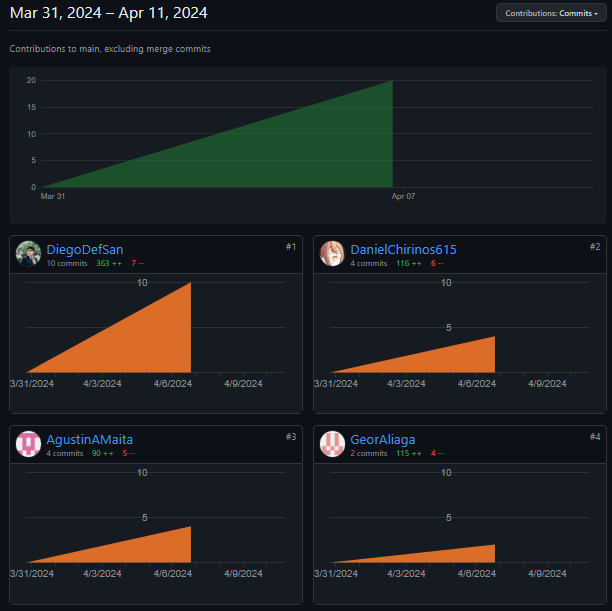 Mar 31, 2024 – Apr 11, 2024
Contributions: Commits
Contributions to main, excluding merge commits
20
15
10
5
0
Mar 31 Apr 07
DiegoDefSan #1
10 commits 363 ++ 7 --
10
5
3/31/2024 4/3/2024 4/6/2024 4/9/2024
DanielChirinos615 #2
4 commits 116 ++ 6 --
10
5
3/31/2024 4/3/2024 4/6/2024 4/9/2024
AgustinAMaita #3
4 commits 90 ++ 5 --
10
5
3/31/2024 4/3/2024 4/6/2024 4/9/2024
GeorAliaga #4
2 commits 115 ++ 4 --
10
5
3/31/2024 4/3/2024 4/6/2024 4/9/2024